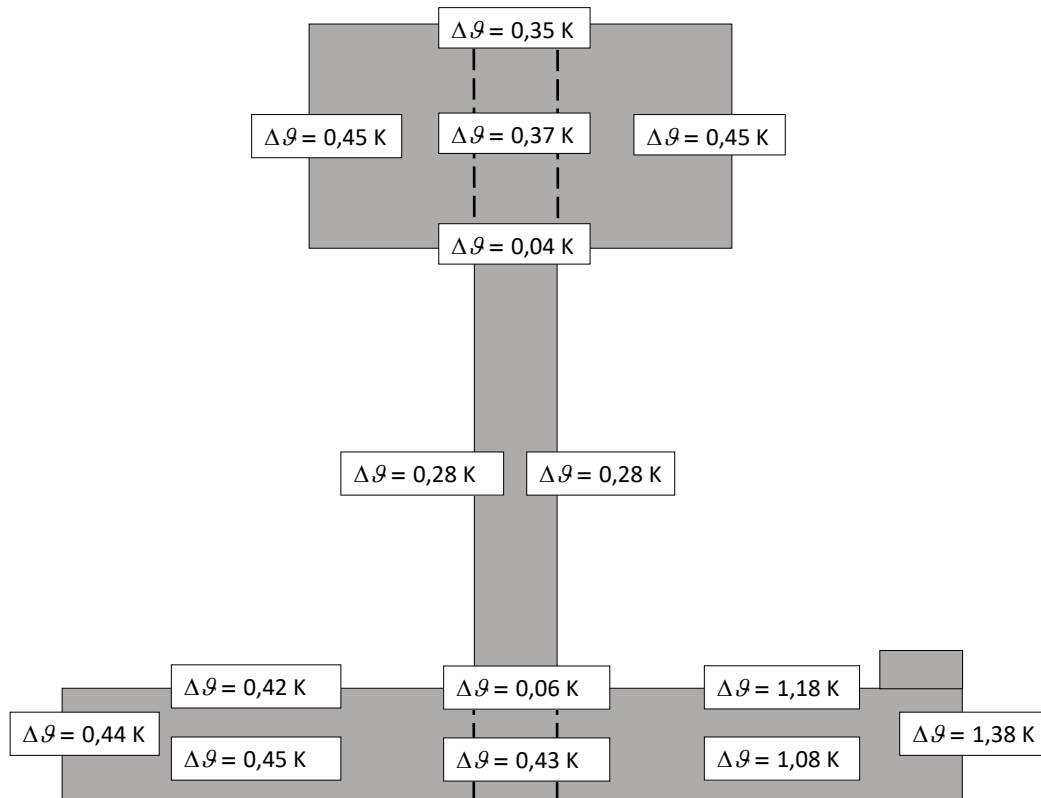 Δϑ = 0,35 K
Δϑ = 0,45 K
Δϑ = 0,37 K
Δϑ = 0,45 K
Δϑ = 0,04 K
Δϑ = 0,28 K
Δϑ = 0,28 K
Δϑ = 0,42 K
Δϑ = 0,06 K
Δϑ = 1,18 K
Δϑ = 0,44 K
Δϑ = 1,38 K
Δϑ = 0,45 K
Δϑ = 0,43 K
Δϑ = 1,08 K